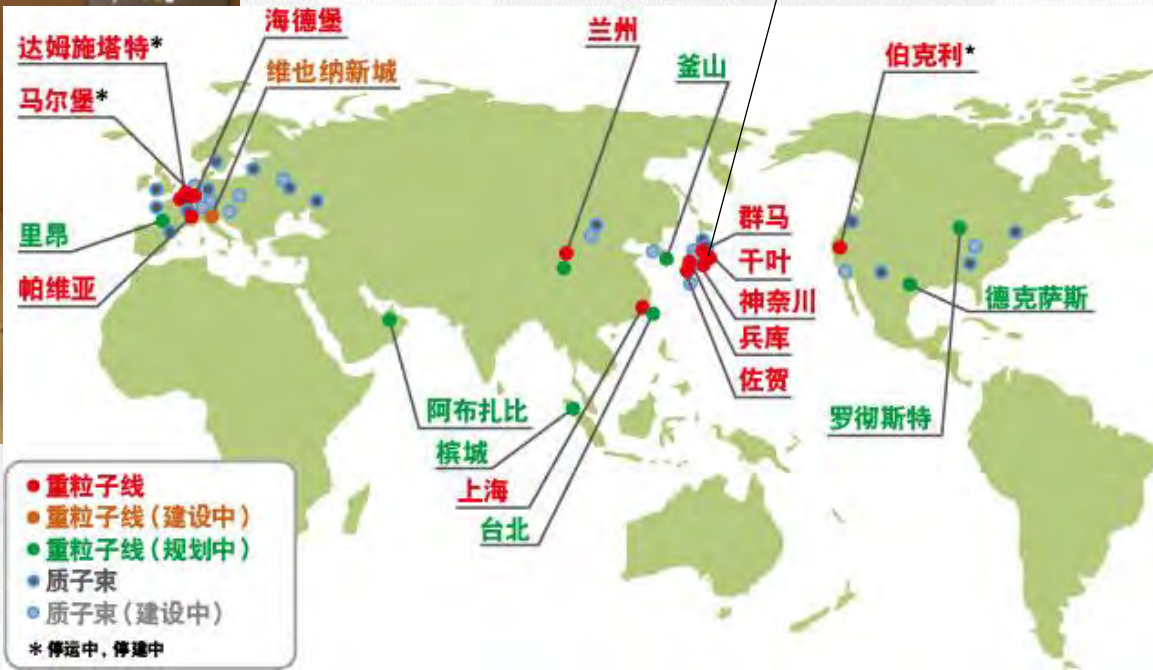 海德堡
达姆施塔特*
维也纳新城
马尔堡*
兰州
釜山
伯克利*
里昂
帕维亚
群马
千叶
神奈川
兵库
佐贺
德克萨斯
阿布扎比
罗彻斯特
槟城
上海
台北
重粒子线
重粒子线(建设中)
重粒子线(规划中)
质子束
质子束(建设中)
*停运中,停建中